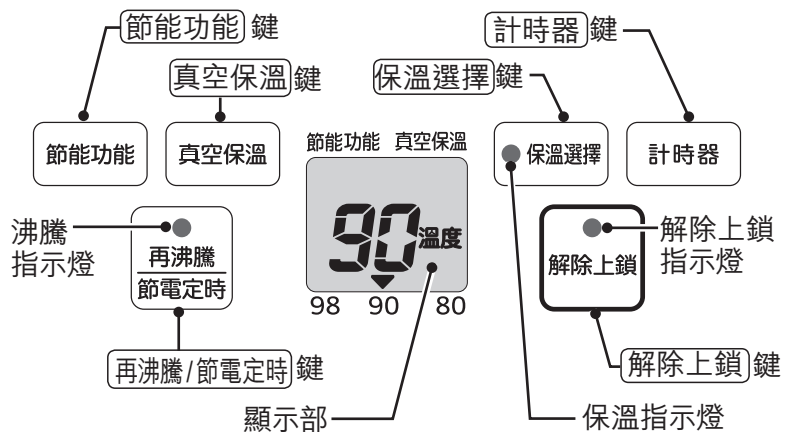 節能功能 鍵
計時器 鍵
真空保溫 鍵
保溫選擇 鍵
節能功能
真空保溫
節能功能 真空保溫
保溫選擇
計時器
90 溫度
98 90 80
沸騰
指示燈
再沸騰
節電定時
解除上鎖
解除上鎖
指示燈
再沸騰/節電定時 鍵
解除上鎖 鍵
顯示部
保溫指示燈